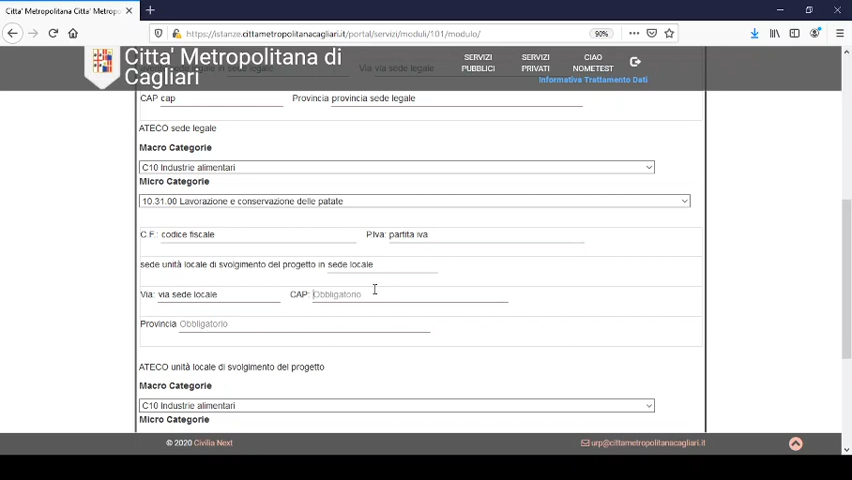 Citta' Metropolitana Citta' Metropo
https://istanze.cittametropolitanacagliari.it/portal/servizi/moduli/101/modulo/
90%
Citta' Metropolitana di
Cagliari
SERVIZI
PUBBLICI
SERVIZI
PRIVATI
CIAO
NOMETEST
Informativa Trattamento Dati
sede legale
Via via sede legale
CAP cap
Provincia provincia sede legale
ATECO sede legale
Macro Categorie
C10 Industrie alimentari
Micro Categorie
10.31.00 Lavorazione e conservazione delle patate
C.F.: codice fiscale
P.Iva: partita iva
sede unità locale di svolgimento del progetto in sede locale
Via: via sede locale
CAP: Obbligatorio
Provincia Obbligatorio
ATECO unità locale di svolgimento del progetto
Macro Categorie
C10 Industrie alimentari
Micro Categorie
© 2020 Civilia Next
urp@cittametropolitanacagliari.it